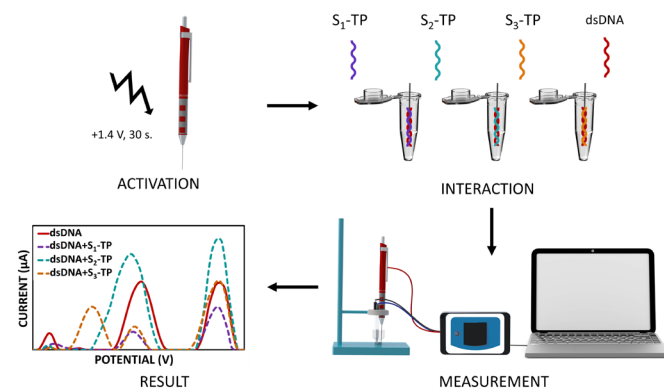 S₁-TP
S₂-TP
S₃-TP
dsDNA
+1.4 V, 30 s.
ACTIVATION
INTERACTION
dsDNA
dsDNA+S₁-TP
dsDNA+S₂-TP
dsDNA+S₃-TP
CURRENT (µA)
POTENTIAL (V)
RESULT
MEASUREMENT